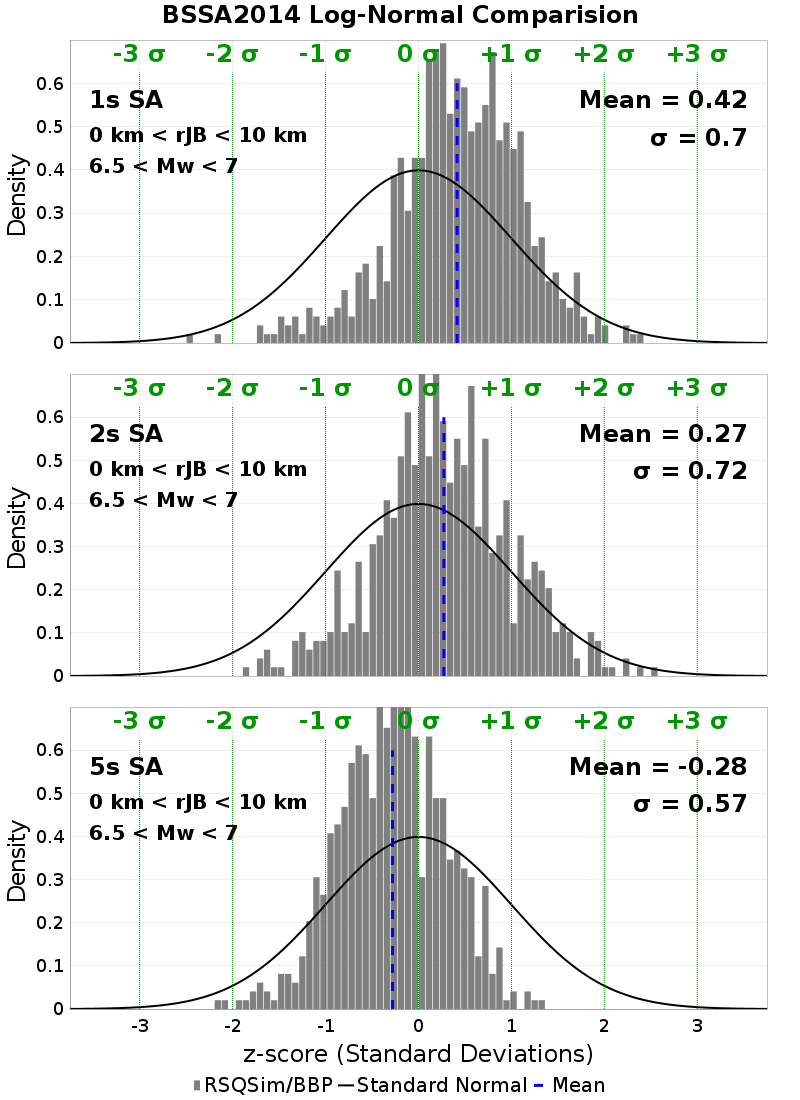 BSSA2014 Log-Normal Comparision
-3 σ -2 σ -1 σ 0 σ +1 σ +2 σ +3 σ
1s SA
0 km < rJB < 10 km
6.5 < Mw < 7
Mean = 0.42
σ = 0.7
Density
0.6
0.5
0.4
0.3
0.2
0.1
0
-3 σ -2 σ -1 σ 0 σ +1 σ +2 σ +3 σ
2s SA
0 km < rJB < 10 km
6.5 < Mw < 7
Mean = 0.27
σ = 0.72
Density
0.6
0.5
0.4
0.3
0.2
0.1
0
-3 σ -2 σ -1 σ 0 σ +1 σ +2 σ +3 σ
5s SA
0 km < rJB < 10 km
6.5 < Mw < 7
Mean = -0.28
σ = 0.57
Density
0.6
0.5
0.4
0.3
0.2
0.1
0
-3 -2 -1 0 1 2 3
z-score (Standard Deviations)
RSQSim/BBP Standard Normal Mean